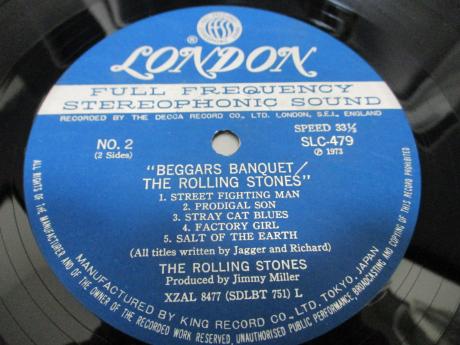 LONDON
FULL FREQUENCY
STEREOPHONIC SOUND
RECORDED BY THE DECCA RECORD CO., LTD. LONDON, S.E.I., ENGLAND
NO. 2
(2 Sides)
SPEED 33⅓
SLC-479
℗ 1973
"BEGGARS BANQUET/
THE ROLLING STONES"
1. STREET FIGHTING MAN
2. PRODIGAL SON
3. STRAY CAT BLUES
4. FACTORY GIRL
5. SALT OF THE EARTH
(All titles written by Jagger and Richard)
THE ROLLING STONES
Produced by Jimmy Miller
XZAL 8477 (SDLBT 751) L
MANUFACTURED BY KING RECORD CO., LTD., TOKYO, JAPAN
ALL RIGHTS OF THE MANUFACTURER AND OF THE OWNER OF THE RECORDED WORK RESERVED. UNAUTHORISED PUBLIC PERFORMANCE, BROADCASTING AND COPYING OF THIS RECORD PROHIBITED